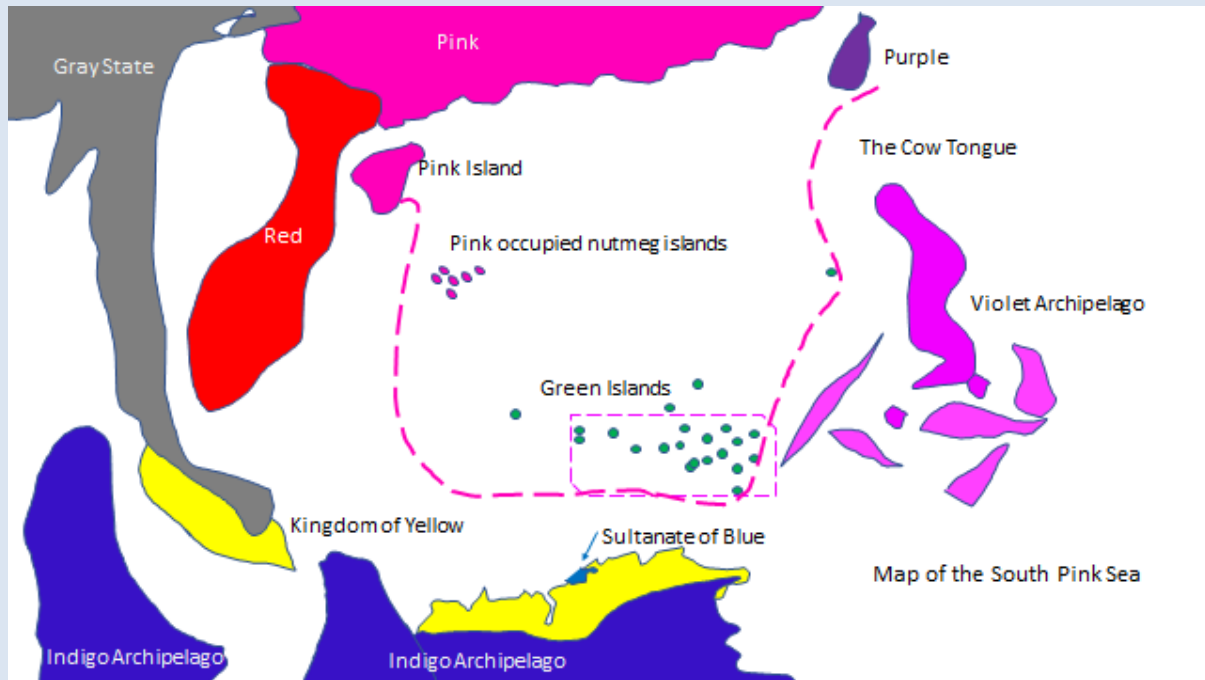 Pink
Gray State
Purple
The Cow Tongue
Pink Island
Red
Pink occupied nutmeg islands
Violet Archipelago
Green Islands
Kingdom of Yellow
Sultanate of Blue
Map of the South Pink Sea
Indigo Archipelago
Indigo Archipelago